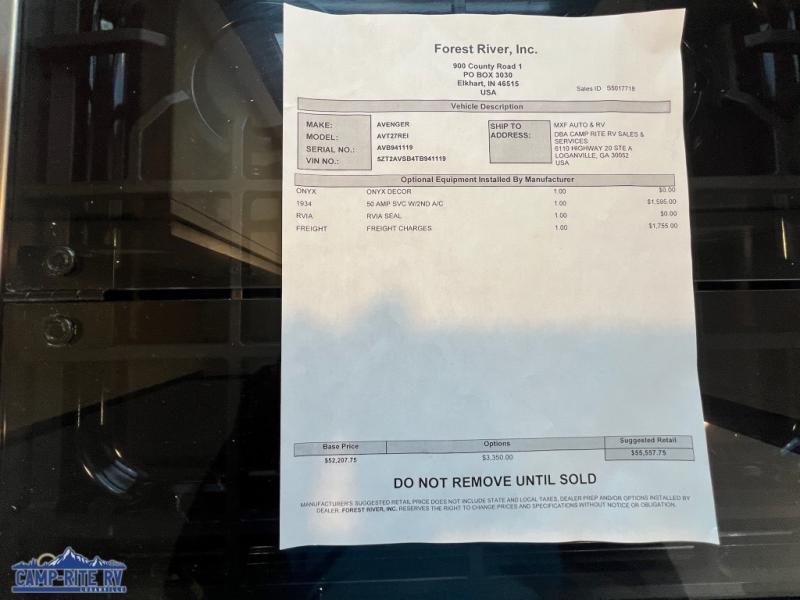 Forest River, Inc.
900 County Road 1
PO BOX 3030
Elkhart, IN 46515
USA
Sales ID SS017718
Vehicle Description
MAKE: AVENGER
MODEL: AVT27REI
SERIAL NO.: AVB941119
VIN NO.: 5ZT2AVSB4TB941119
SHIP TO
ADDRESS:
MXF AUTO & RV
DBA CAMP RITE RV SALES &
SERVICES
6110 HIGHWAY 20 STE A
LOGANVILLE, GA 30052
USA
Optional Equipment Installed By Manufacturer
ONYX ONYX DECOR 1.00 $0.00
1934 50 AMP SVC W/2ND A/C 1.00 $1,595.00
RVIA RVIA SEAL 1.00 $0.00
FREIGHT FREIGHT CHARGES 1.00 $1,755.00
Base Price Options Suggested Retail
$52,207.75 $3,350.00 $55,557.75
DO NOT REMOVE UNTIL SOLD
MANUFACTURER'S SUGGESTED RETAIL PRICE DOES NOT INCLUDE STATE AND LOCAL TAXES, DEALER PREP AND/OR OPTIONS INSTALLED BY
DEALER. FOREST RIVER, INC. RESERVES THE RIGHT TO CHANGE PRICES AND SPECIFICATIONS WITHOUT NOTICE OR OBLIGATION.
CAMP-RITE RV
LOGANVILLE